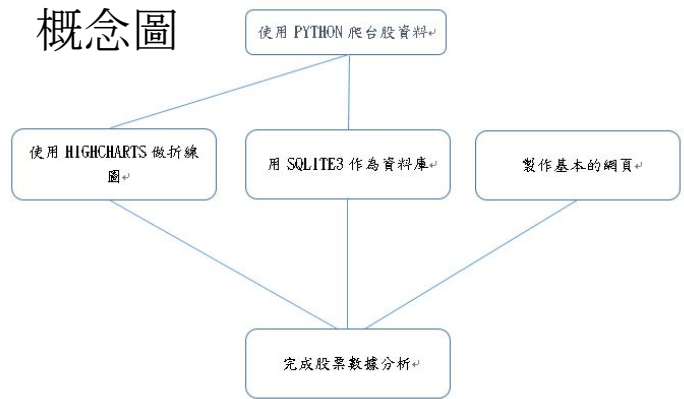 概念圖
使用 PYTHON 爬台股資料
使用 HIGHCHARTS 做折線
圖
用 SQLITE3 作為資料庫
製作基本的網頁
完成股票數據分析